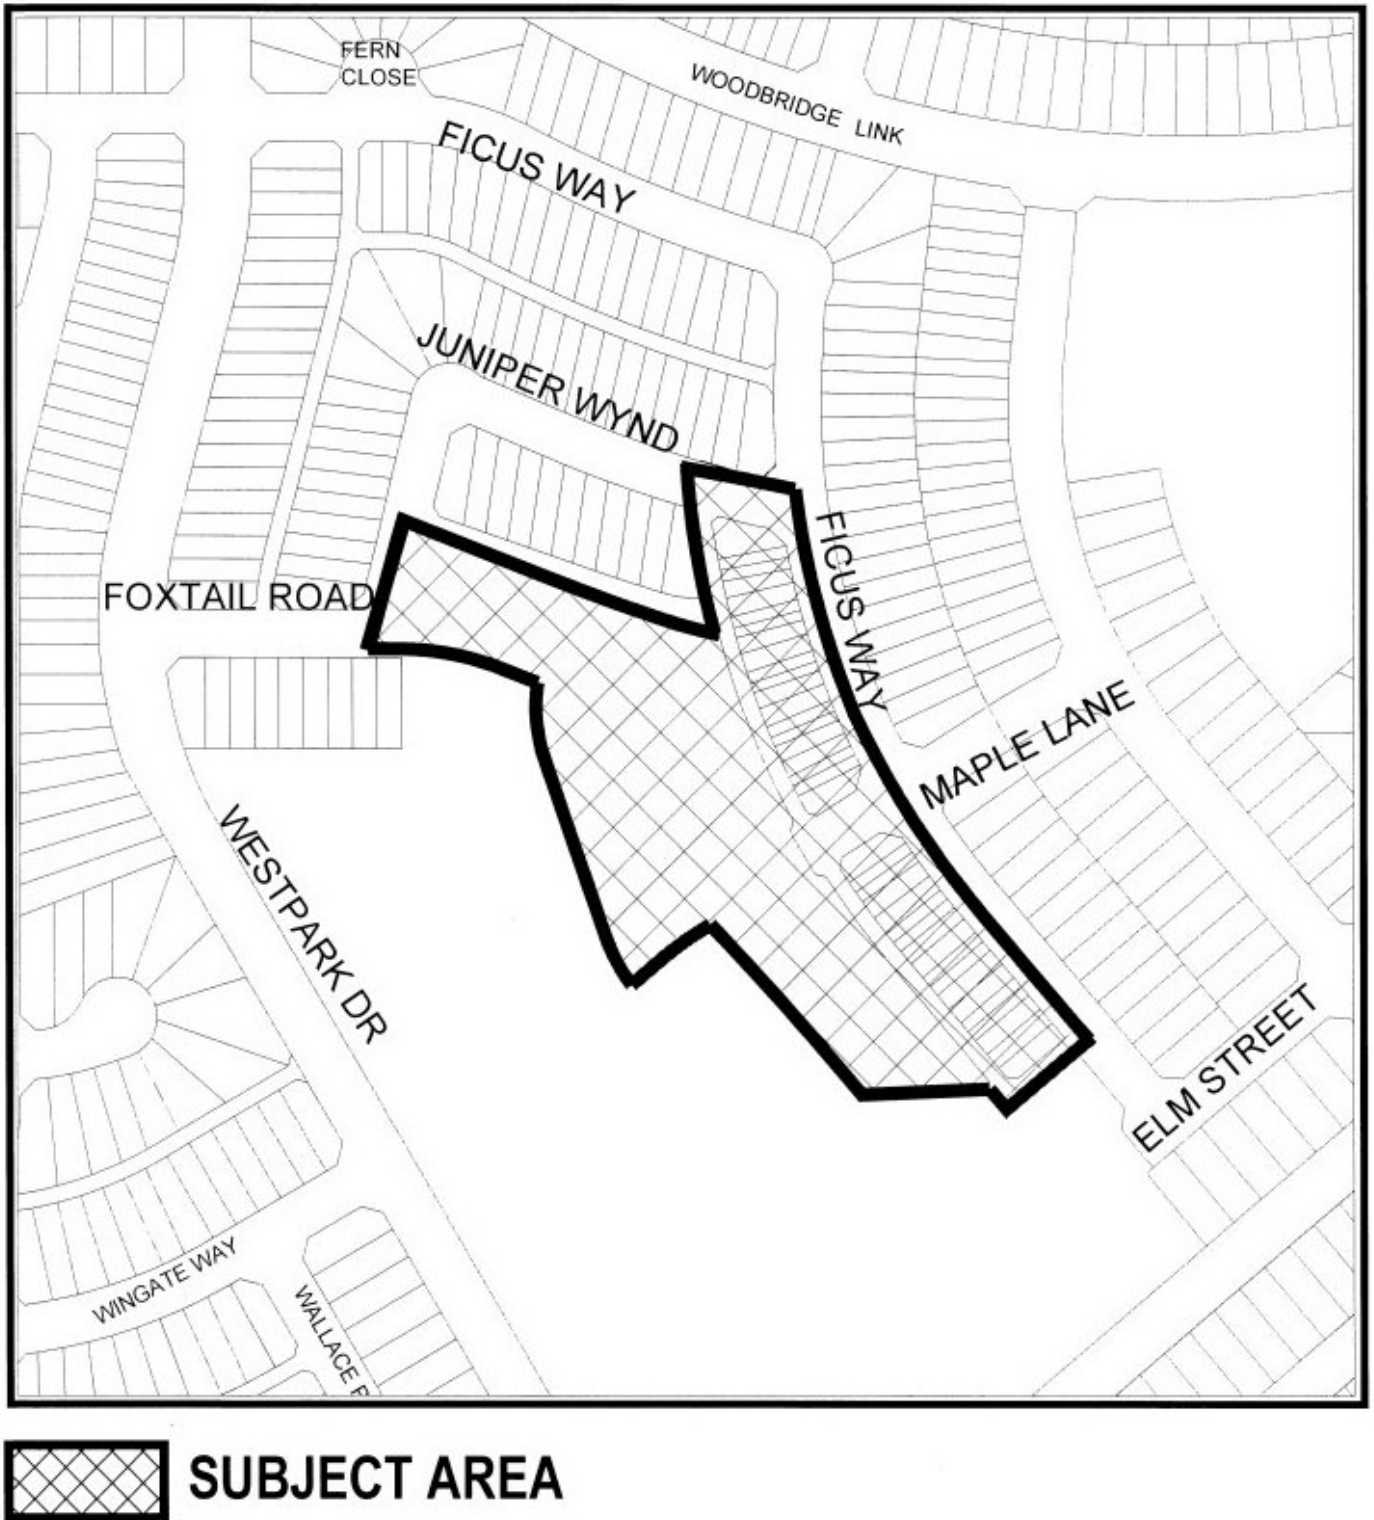 FERN
CLOSE
WOODBRIDGE LINK
FICUS WAY
JUNIPER WYND
FICUS WAY
FOXTAIL ROAD
MAPLE LANE
WESTPARK DR
ELM STREET
WINGATE WAY
WALLACE
SUBJECT AREA